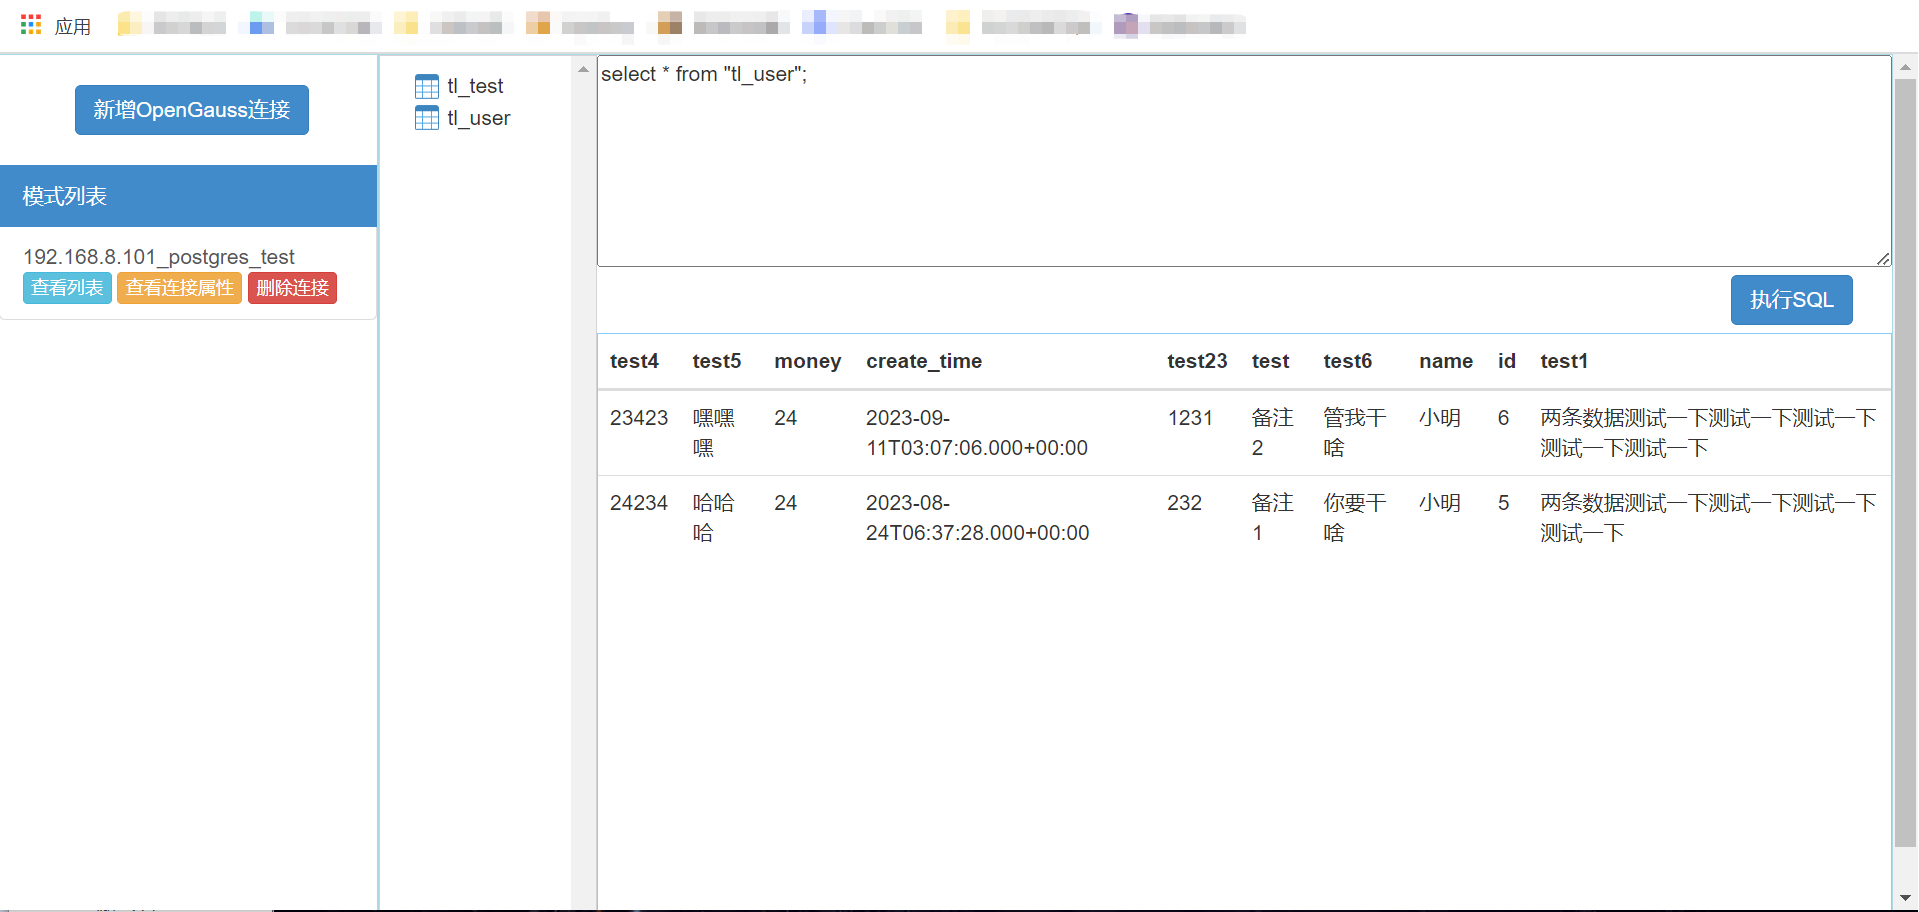 应用
新增OpenGauss连接
模式列表
192.168.8.101_postgres_test
查看列表 查看连接属性 删除连接
tl_test
tl_user
select * from "tl_user";
执行SQL
test4 test5 money create_time test23 test test6 name id test1
23423 嘿嘿 24 2023-09- 1231 备注 管我干 小明 6 两条数据测试一下测试一下测试一下
嘿 11T03:07:06.000+00:00 2 啥 测试一下测试一下
24234 哈哈 24 2023-08- 232 备注 你要干 小明 5 两条数据测试一下测试一下测试一下
哈 24T06:37:28.000+00:00 1 啥 测试一下